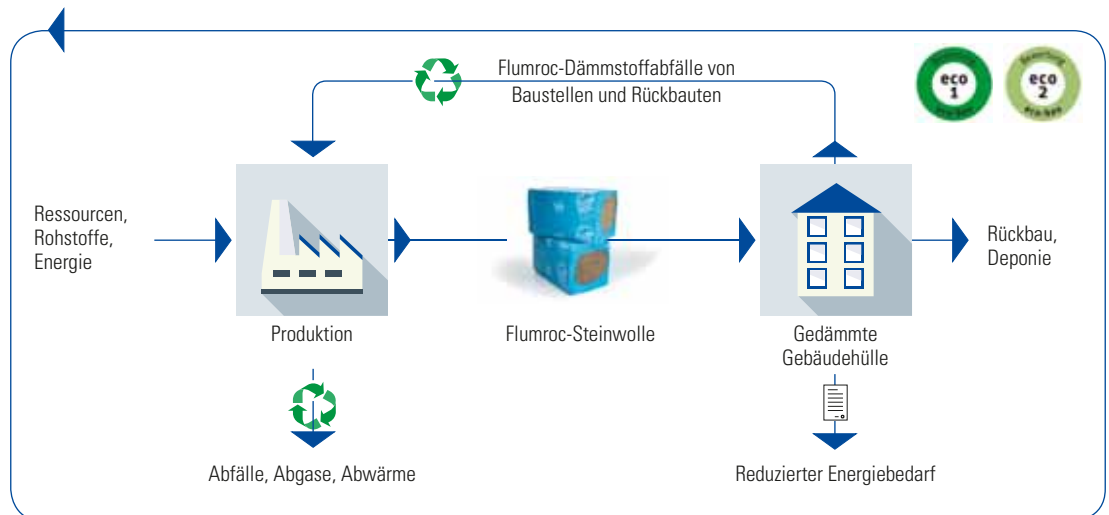 Flumroc-Dämmstoffabfälle von
Baustellen und Rückbauten
eco
1
eco
2
Ressourcen,
Rohstoffe,
Energie
Rückbau,
Deponie
Produktion
Flumroc-Steinwolle
Gedämmte
Gebäudehülle
Abfälle, Abgase, Abwärme
Reduzierter Energiebedarf